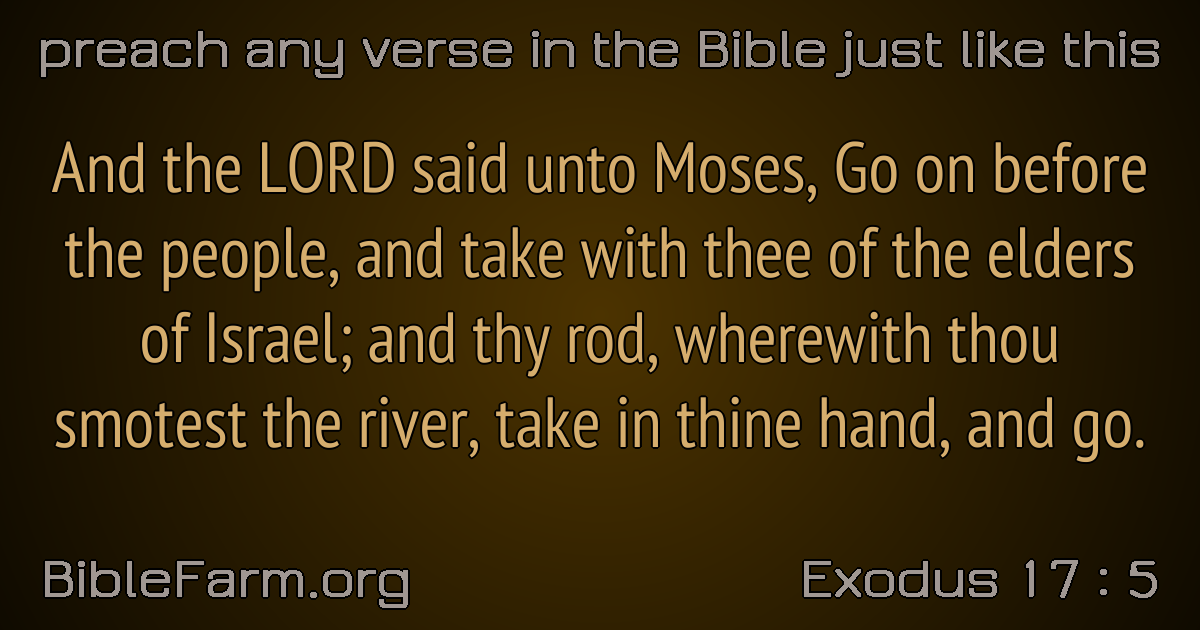 preach any verse in the Bible just like this
And the LORD said unto Moses, Go on before
the people, and take with thee of the elders
of Israel; and thy rod, wherewith thou
smotest the river, take in thine hand, and go.
BibleFarm.org
Exodus 17 : 5